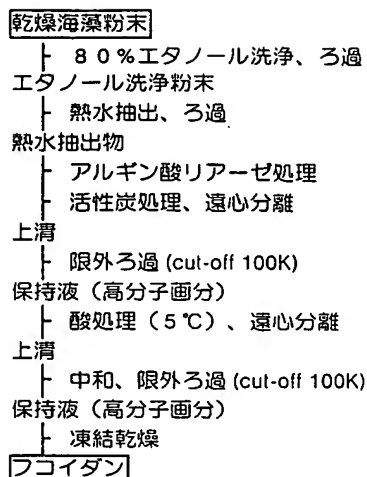 乾燥海藻粉末
80%エタノール洗浄、ろ過
エタノール洗浄粉末
熱水抽出、ろ過
熱水抽出物
アルギン酸リアーゼ処理
活性炭処理、遠心分離
上清
限外ろ過 (cut-off 100K)
保持液（高分子画分）
酸処理（5℃）、遠心分離
上清
中和、限外ろ過 (cut-off 100K)
保持液（高分子画分）
凍結乾燥
フコイダン